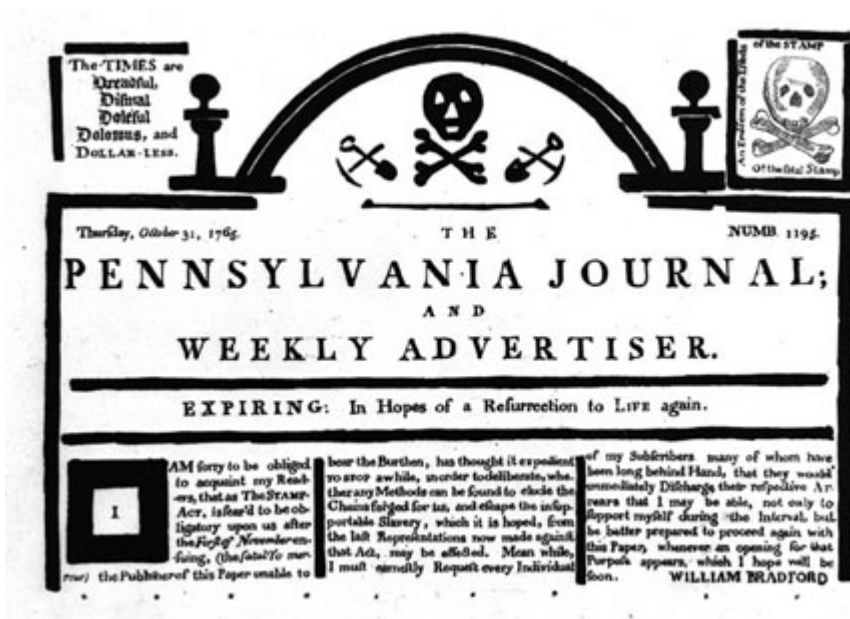 The TIMES are
Dreadful,
Dismal
Doleful
Dolorous, and
DOLLAR-LESS.
An Emblem of the Effects
of the STAMP
O! the fatal Stamp
Thursday, October 31, 1765.
THE
NUMB. 1195.
PENNSYLVANIA JOURNAL;
AND
WEEKLY ADVERTISER.
EXPIRING: In Hopes of a Resurrection to LIFE again.
I
AM sorry to be obliged
to acquaint my Read-
ers, that as The STAMP-
ACT, is fear'd to be ob-
ligatory upon us after
the First of November en-
suing, (the fatal To mor-
row) the Publisher of this Paper unable to
bear the Burthen, has thought it expedient
TO STOP awhile, in order to deliberate, whe-
ther any Methods can be found to elude the
Chains forged for us, and escape the insup-
portable Slavery, which it is hoped, from
the last Representations now made against
that Act, may be effected. Mean while,
I must earnestly Request every Individual
of my Subscribers many of whom have
been long behind Hand, that they would
immediately Discharge their respective Ar-
rears that I may be able, not only to
support myself during the Interval, but
be better prepared to proceed again with
this Paper, whenever an opening for that
Purpose appears, which I hope will be
soon. WILLIAM BRADFORD